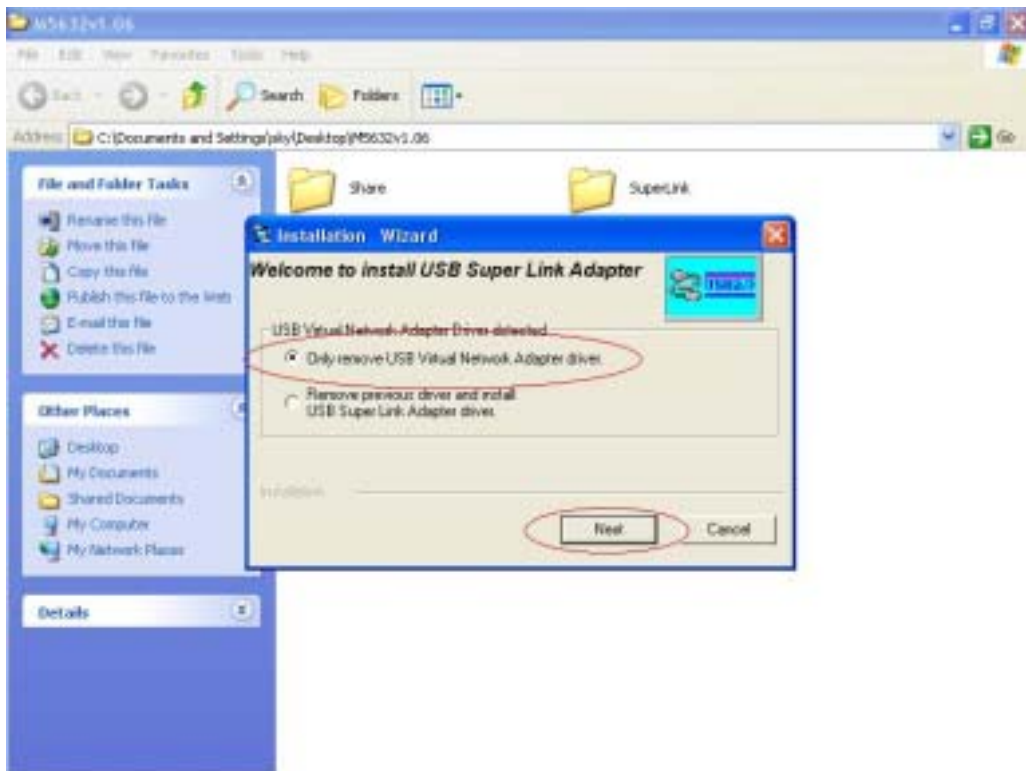 M5632v1.06
File Edit View Favorites Tools Help
Back Search Folders
Address C:\Documents and Settings\sky\Desktop\M5632v1.06 Go
File and Folder Tasks
Rename this file
Move this file
Copy this file
Publish this file to the Web
E-mail this file
Delete this file
Other Places
Desktop
My Documents
Shared Documents
My Computer
My Network Places
Details
Share
SuperLink
Installation Wizard
Welcome to install USB Super Link Adapter
USB Virtual Network Adapter Driver detected
Only remove USB Virtual Network Adapter driver.
Remove previous driver and install
USB Super Link Adapter driver.
Installation
Next Cancel